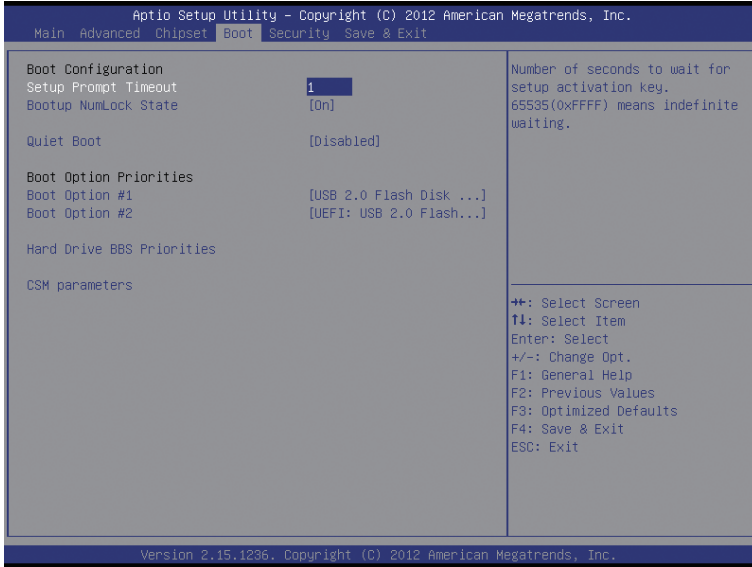 Aptio Setup Utility – Copyright (C) 2012 American Megatrends, Inc.
Main Advanced Chipset Boot Security Save & Exit
Boot Configuration
Setup Prompt Timeout 1
Bootup NumLock State [On]
Quiet Boot [Disabled]
Boot Option Priorities
Boot Option #1 [USB 2.0 Flash Disk ...]
Boot Option #2 [UEFI: USB 2.0 Flash...]
Hard Drive BBS Priorities
CSM parameters
Number of seconds to wait for
setup activation key.
65535(0xFFFF) means indefinite
waiting.
→←: Select Screen
↑↓: Select Item
Enter: Select
+/-: Change Opt.
F1: General Help
F2: Previous Values
F3: Optimized Defaults
F4: Save & Exit
ESC: Exit
Version 2.15.1236. Copyright (C) 2012 American Megatrends, Inc.